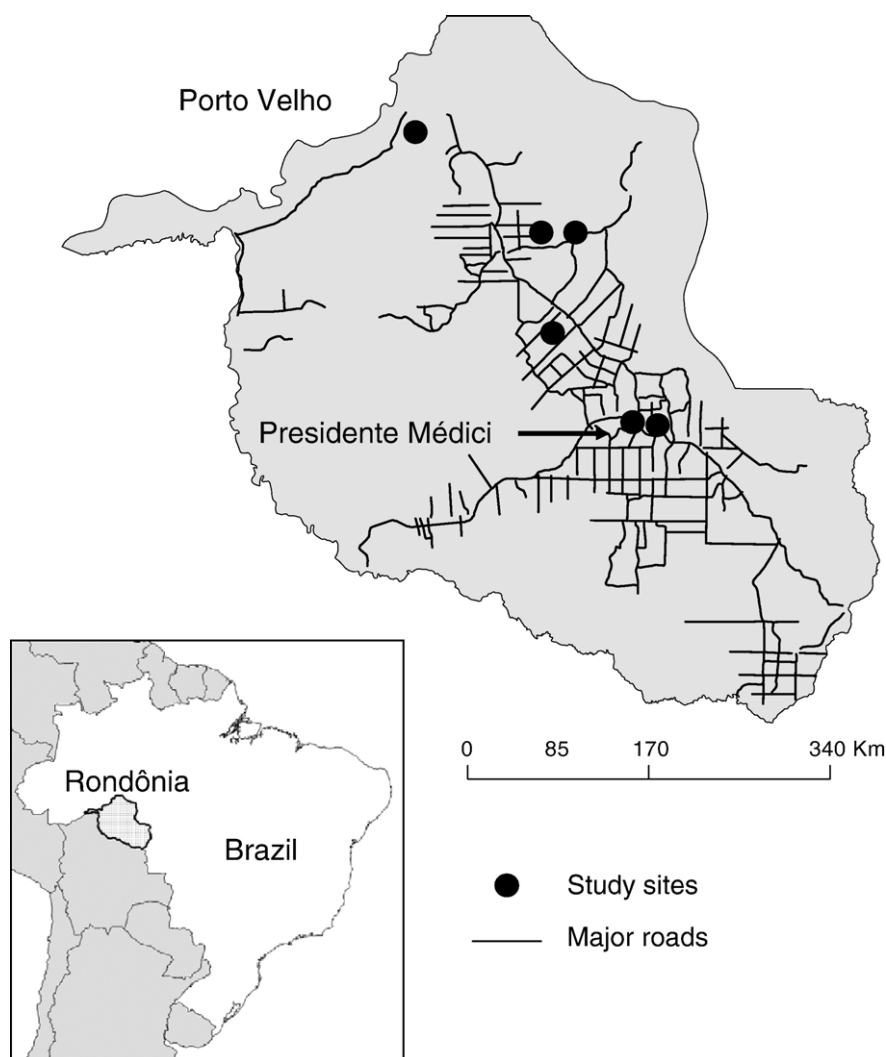 Porto Velho
Presidente Médici
0 85 170 340 Km
Rondônia
Brazil
Study sites
Major roads